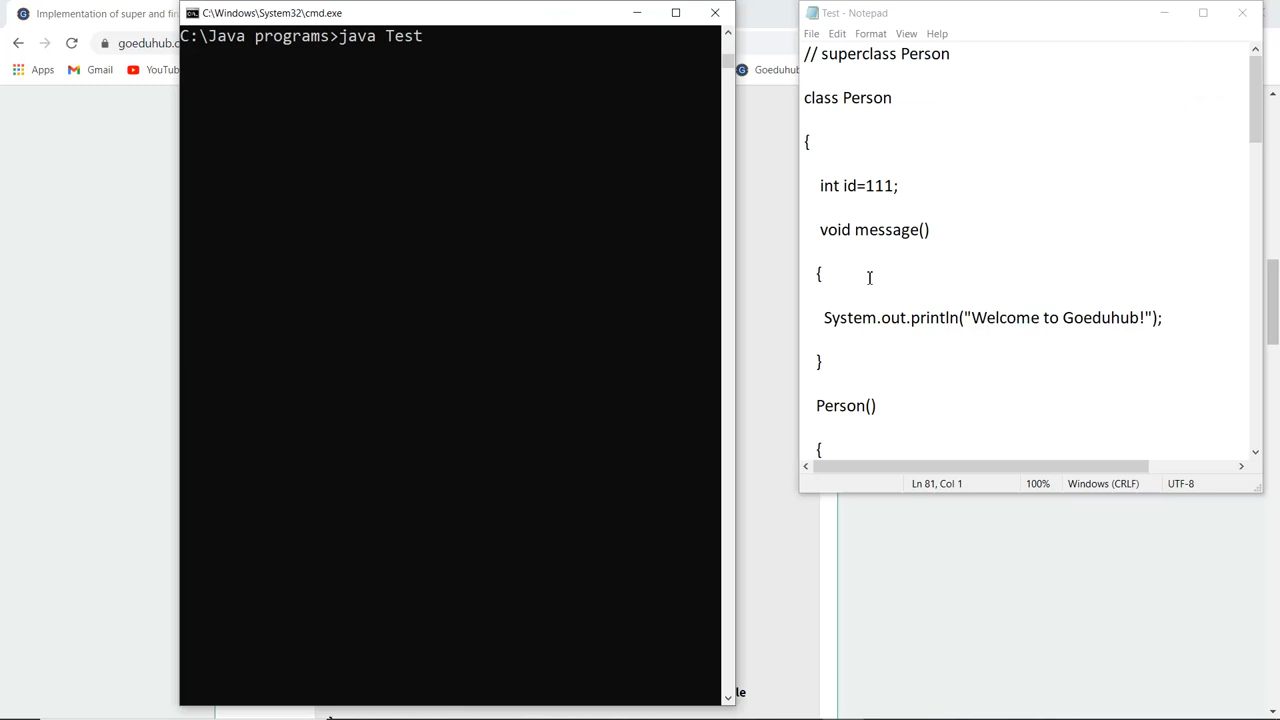 Implementation of super and fin
C:\Windows\System32\cmd.exe
Test - Notepad
goeduhub.c
File Edit Format View Help
Apps Gmail YouTub
Goeduhub
C:\Java programs>java Test
// superclass Person
class Person
{
int id=111;
void message()
{
System.out.println("Welcome to Goeduhub!");
}
Person()
{
Ln 81, Col 1 100% Windows (CRLF) UTF-8
le